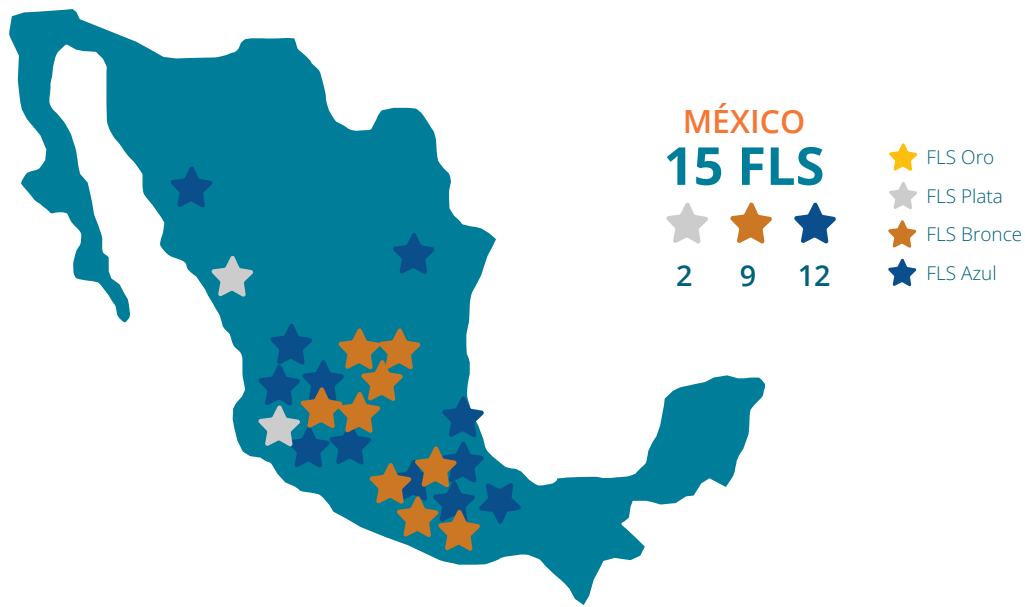 MÉXICO
15 FLS
2 9 12
FLS Oro
FLS Plata
FLS Bronce
FLS Azul